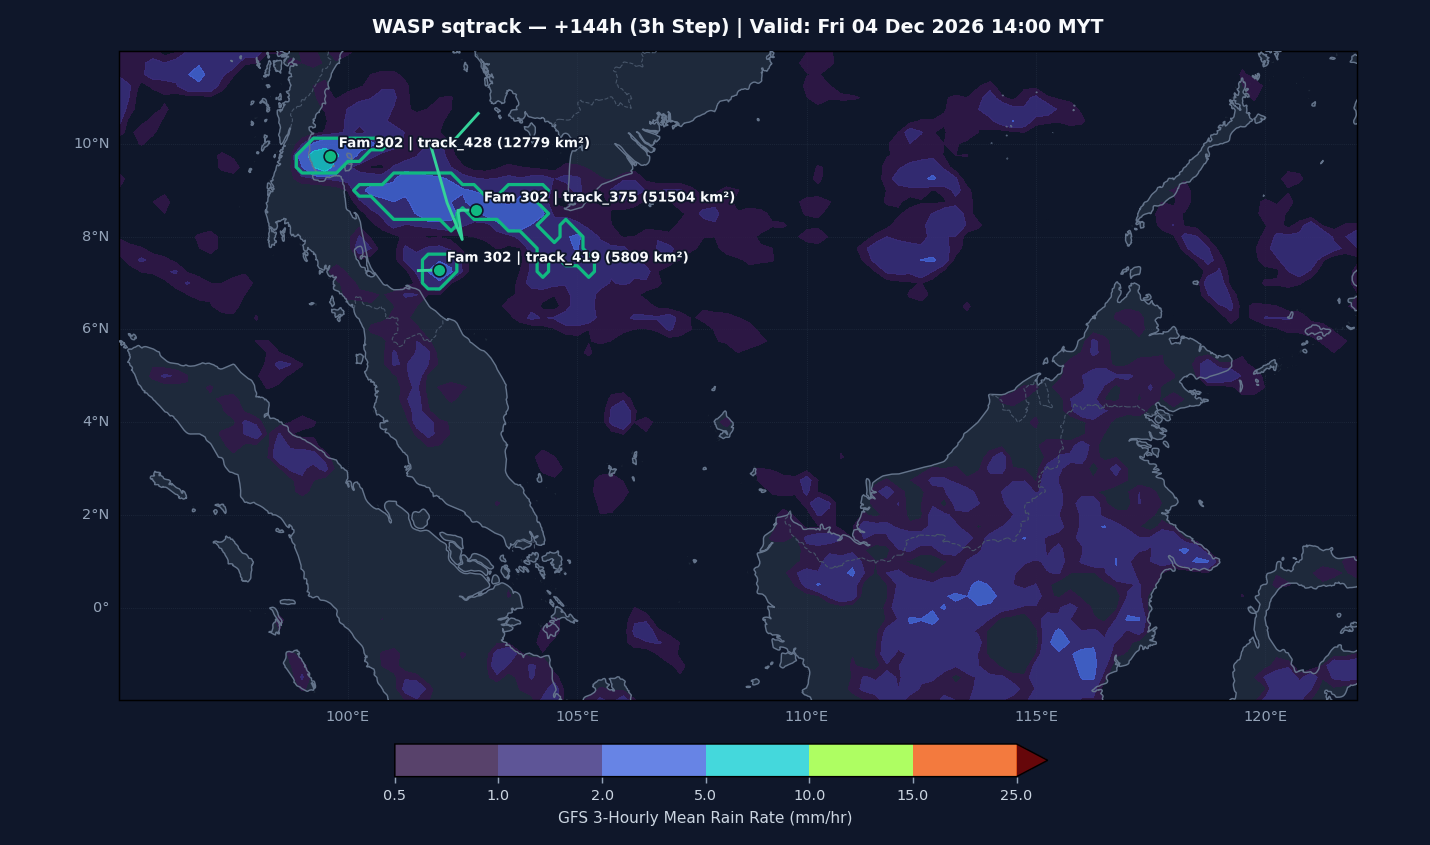 WASP sqtrack — +144h (3h Step) | Valid: Fri 04 Dec 2026 14:00 MYT
10°N
8°N
6°N
4°N
2°N
0°
Fam 302 | track_428 (12779 km²)
Fam 302 | track_375 (51504 km²)
Fam 302 | track_419 (5809 km²)
100°E
105°E
110°E
115°E
120°E
0.5
1.0
2.0
5.0
10.0
15.0
25.0
GFS 3-Hourly Mean Rain Rate (mm/hr)